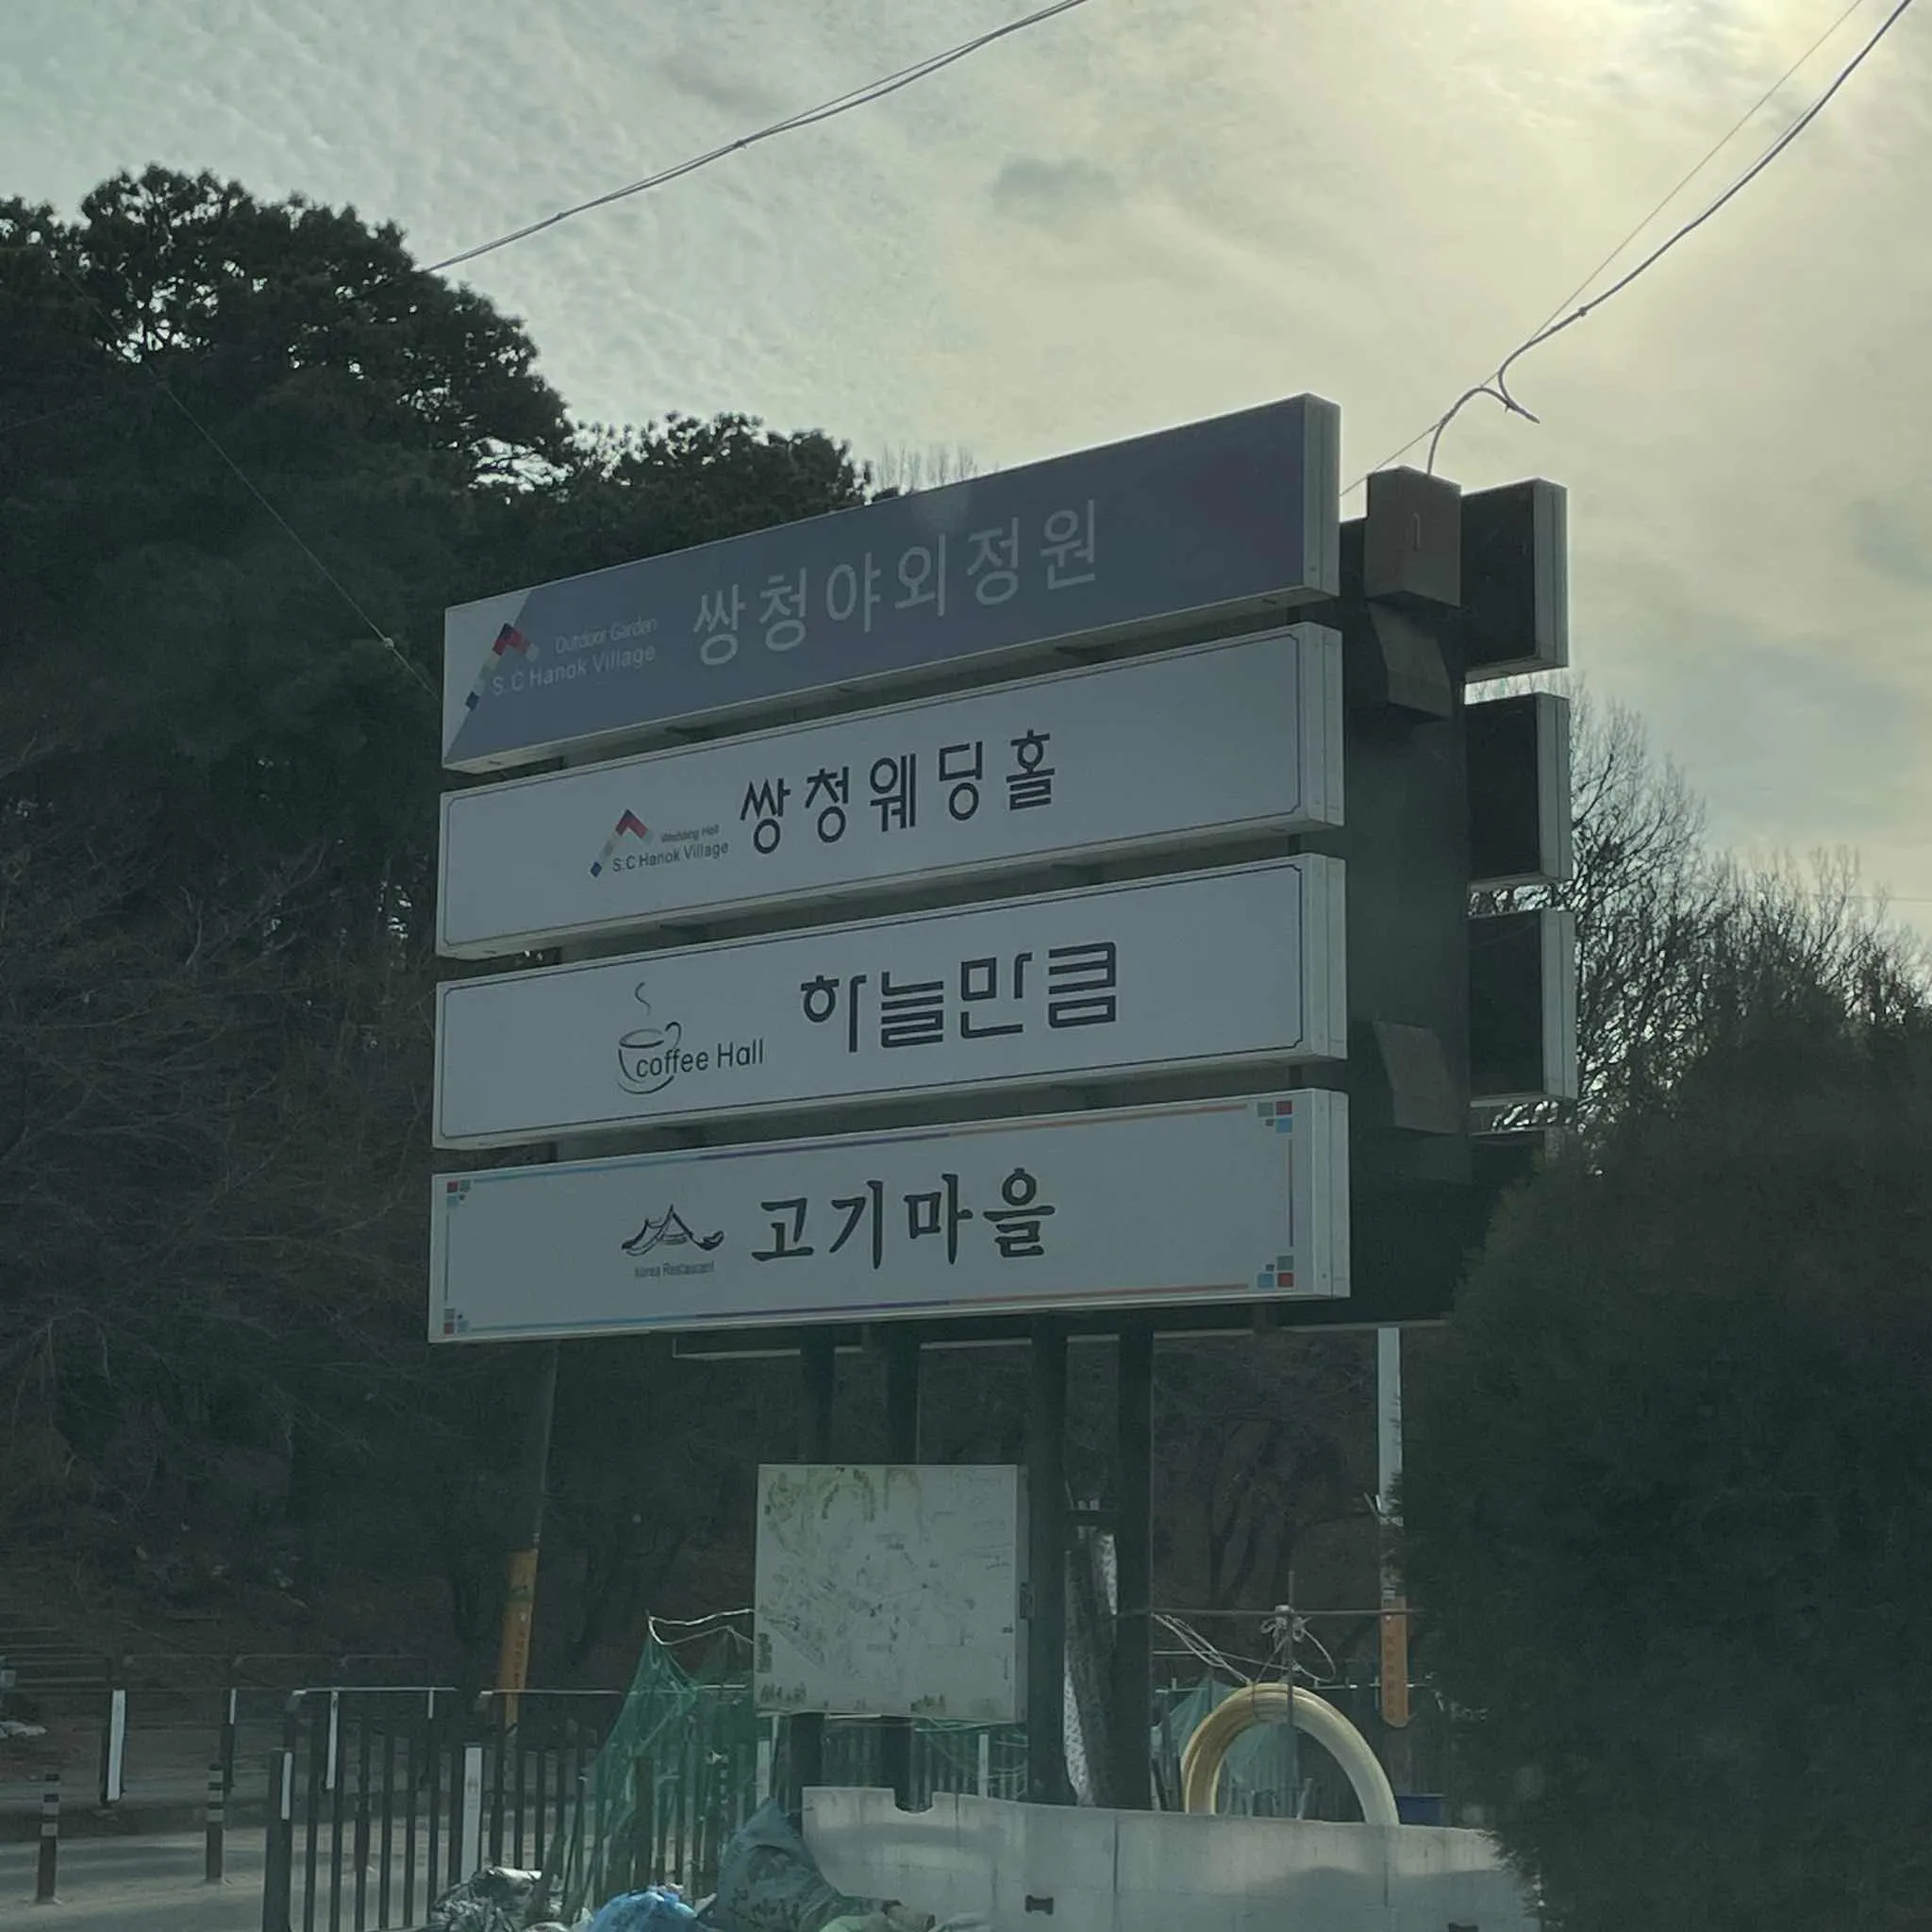 Outdoor Garden
S.C Hanok Village
쌍청야외정원
Wedding Hall
S.C Hanok Village
쌍청웨딩홀
coffee Hall
하늘만큼
Korea Restaurant
고기마을